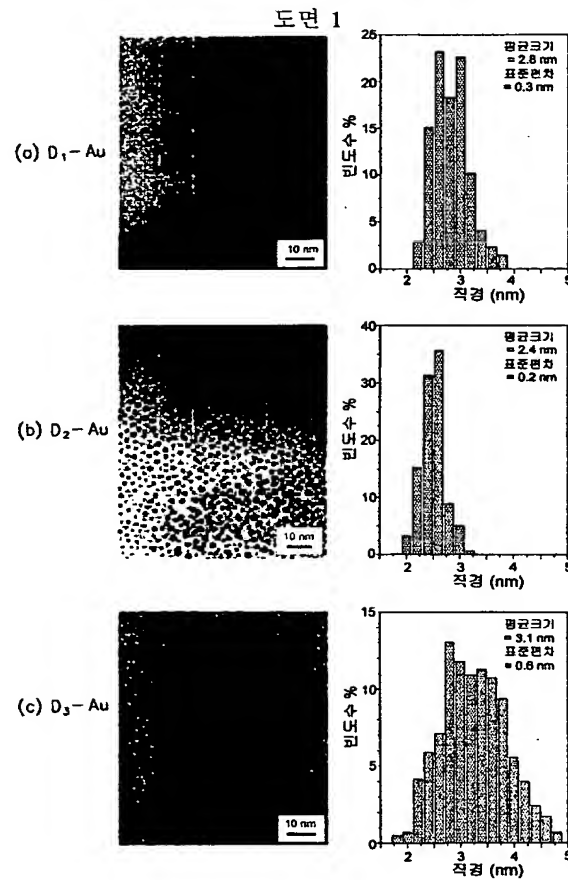 도면 1
(a) D₁-Au
10 nm
25
20
15
10
5
0
빈도수 %
평균크기
= 2.8 nm
표준편차
= 0.3 nm
2 3 4 5
직경 (nm)
(b) D₂-Au
10 nm
40
30
20
10
0
빈도수 %
평균크기
= 2.4 nm
표준편차
= 0.2 nm
2 3 4 5
직경 (nm)
(c) D₃-Au
10 nm
15
10
5
0
빈도수 %
평균크기
= 3.1 nm
표준편차
= 0.6 nm
2 3 4 5
직경 (nm)